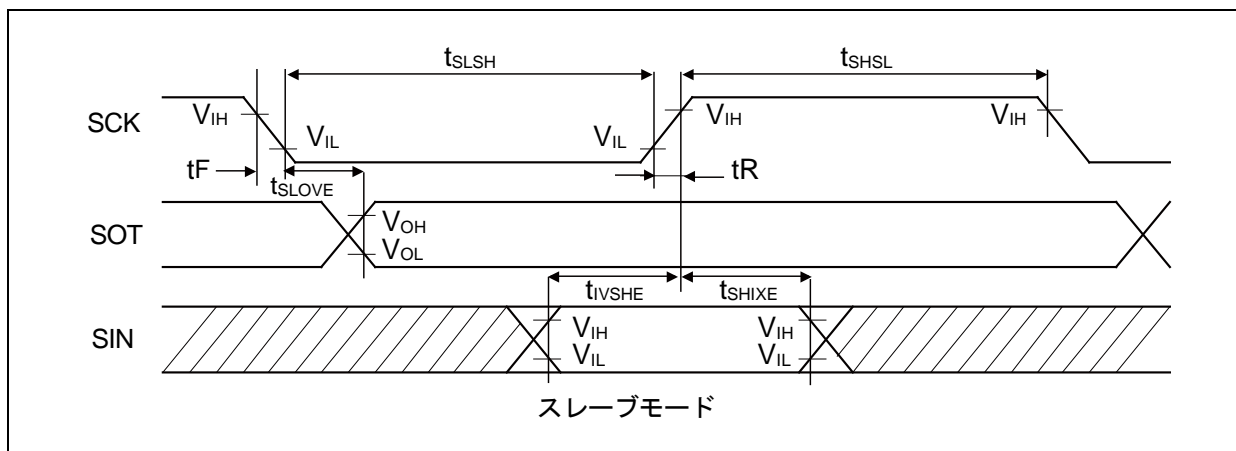 tSLSH tSHSL
SCK VIH VIL VIL VIH VIH
tF tSLOVE tR
SOT VOH
VOL
tIVSHE tSHIXE
SIN VIH VIH
VIL VIL
スレーブモード